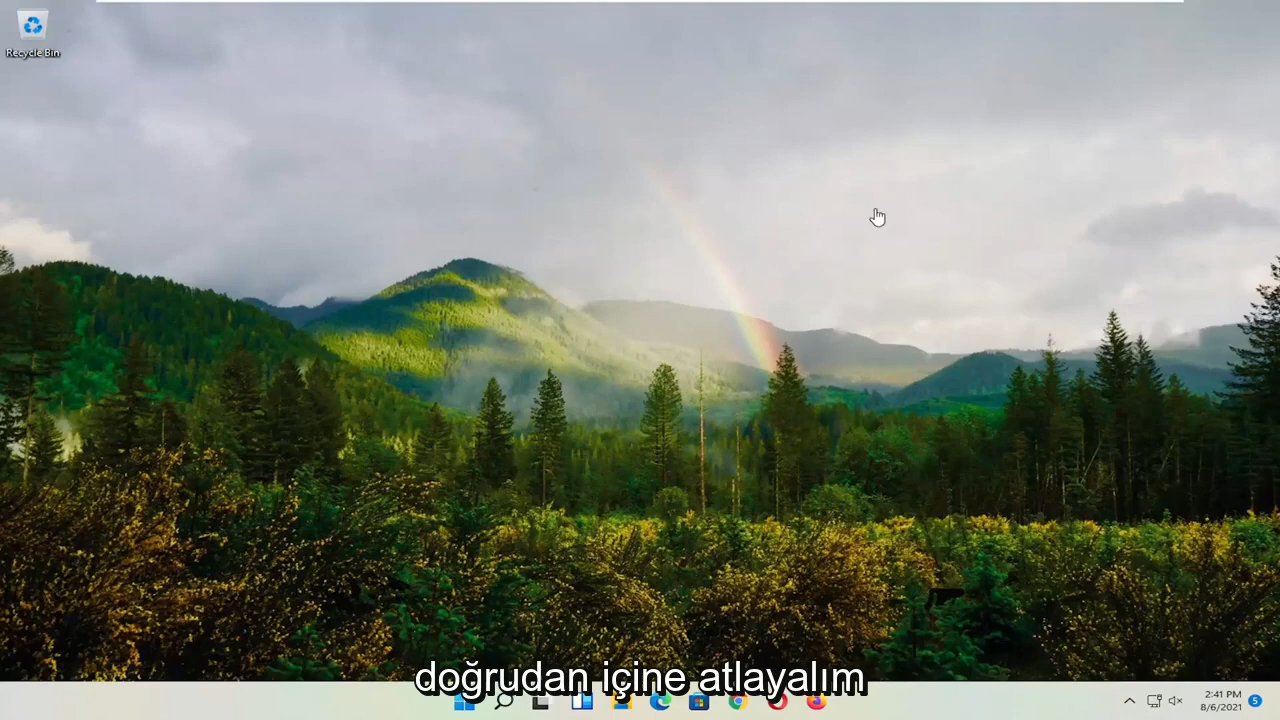 Recycle Bin
doğrudan içine atlayalım
2:41 PM
8/6/2021
5